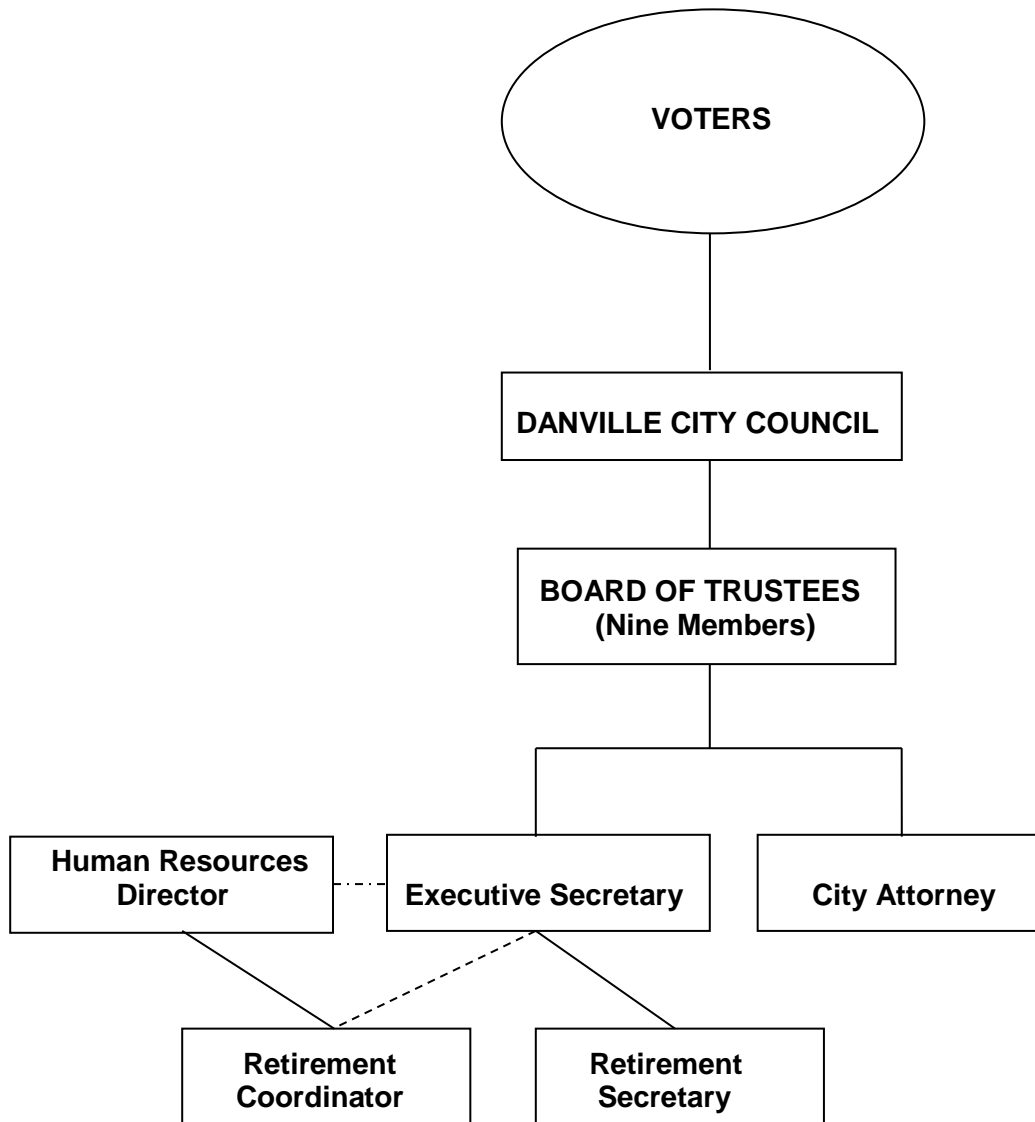 VOTERS
DANVILLE CITY COUNCIL
BOARD OF TRUSTEES
(Nine Members)
Human Resources
Director
Executive Secretary
City Attorney
Retirement
Coordinator
Retirement
Secretary